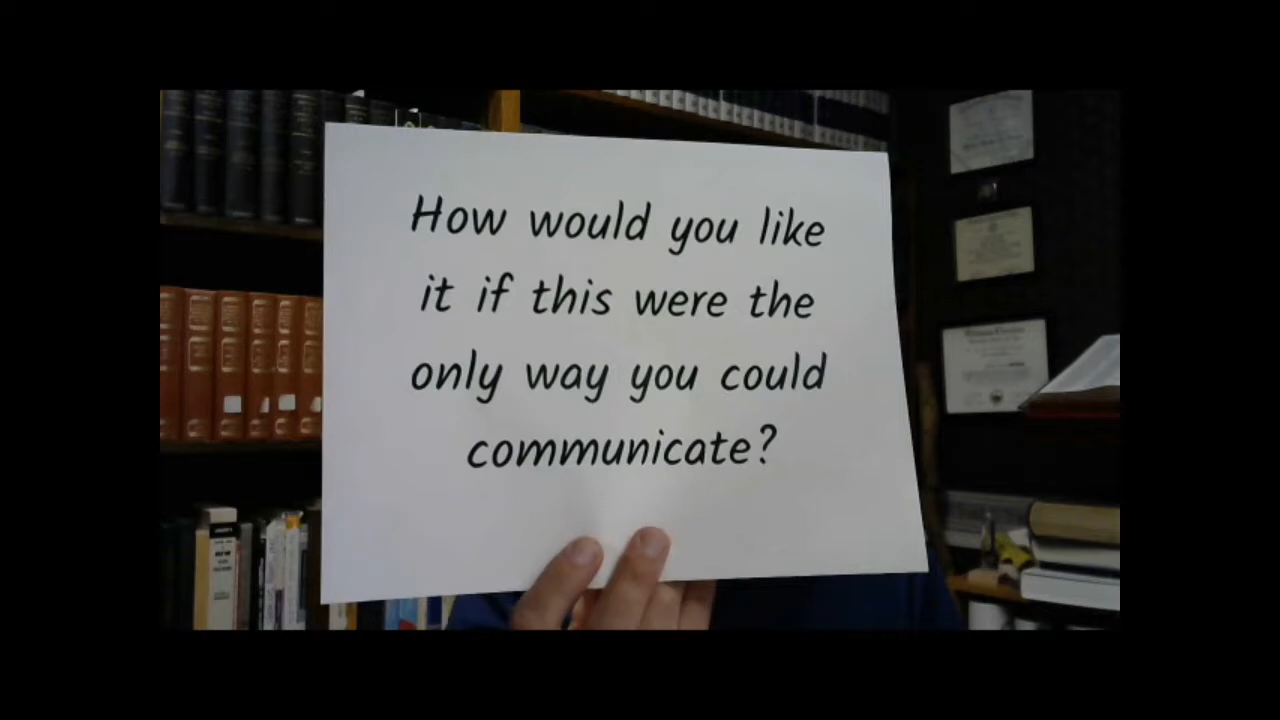 How would you like
it if this were the
only way you could
communicate?